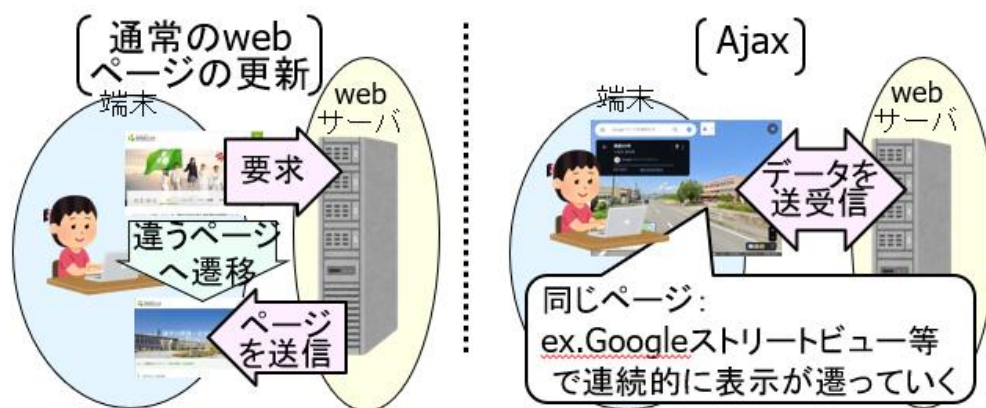 通常のweb
ページの更新
端末
web
サーバ
要求
違うページ
へ遷移
ページ
を送信
Ajax
端末
web
サーバ
データを
送受信
同じページ:
ex.Googleストリートビュー等
で連続的に表示が遷っていく